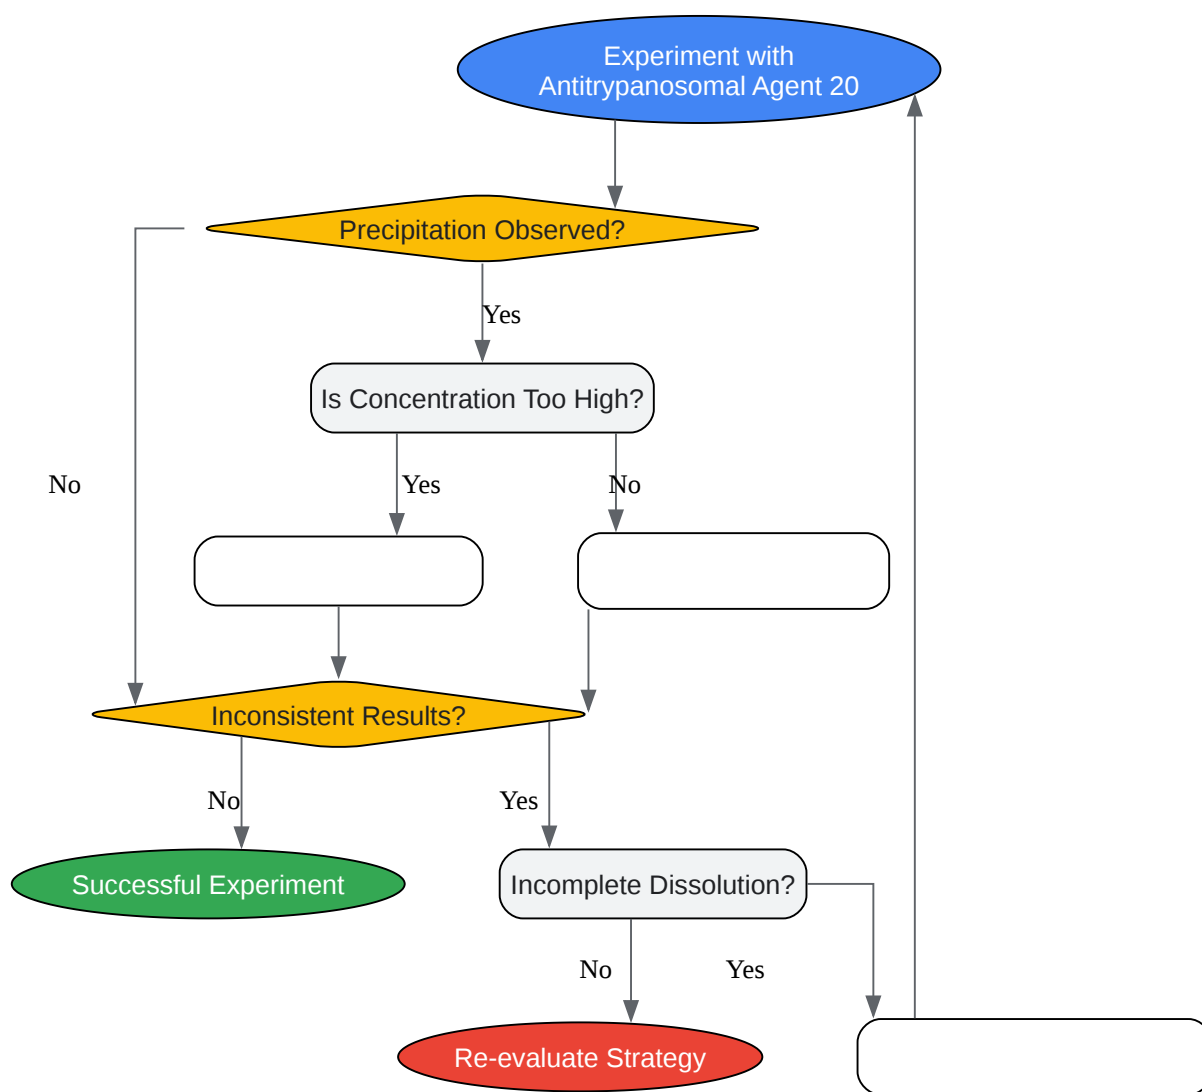 Experiment with
Antitrypanosomal Agent 20
Precipitation Observed?
Yes
Is Concentration Too High?
No
Yes
No
Inconsistent Results?
No
Yes
Successful Experiment
Incomplete Dissolution?
No
Yes
Re-evaluate Strategy